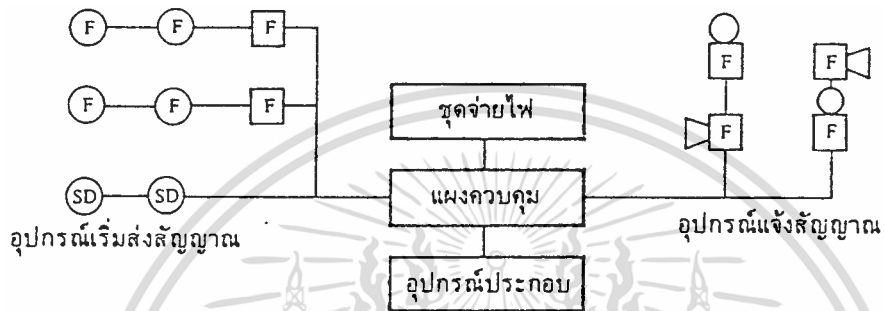 F F F
F F F
SD SD
อุปกรณ์เริ่มส่งสัญญาณ
ชุดจ่ายไฟ
แผงควบคุม
อุปกรณ์ประกอบ
F F
F F
อุปกรณ์แจ้งสัญญาณ